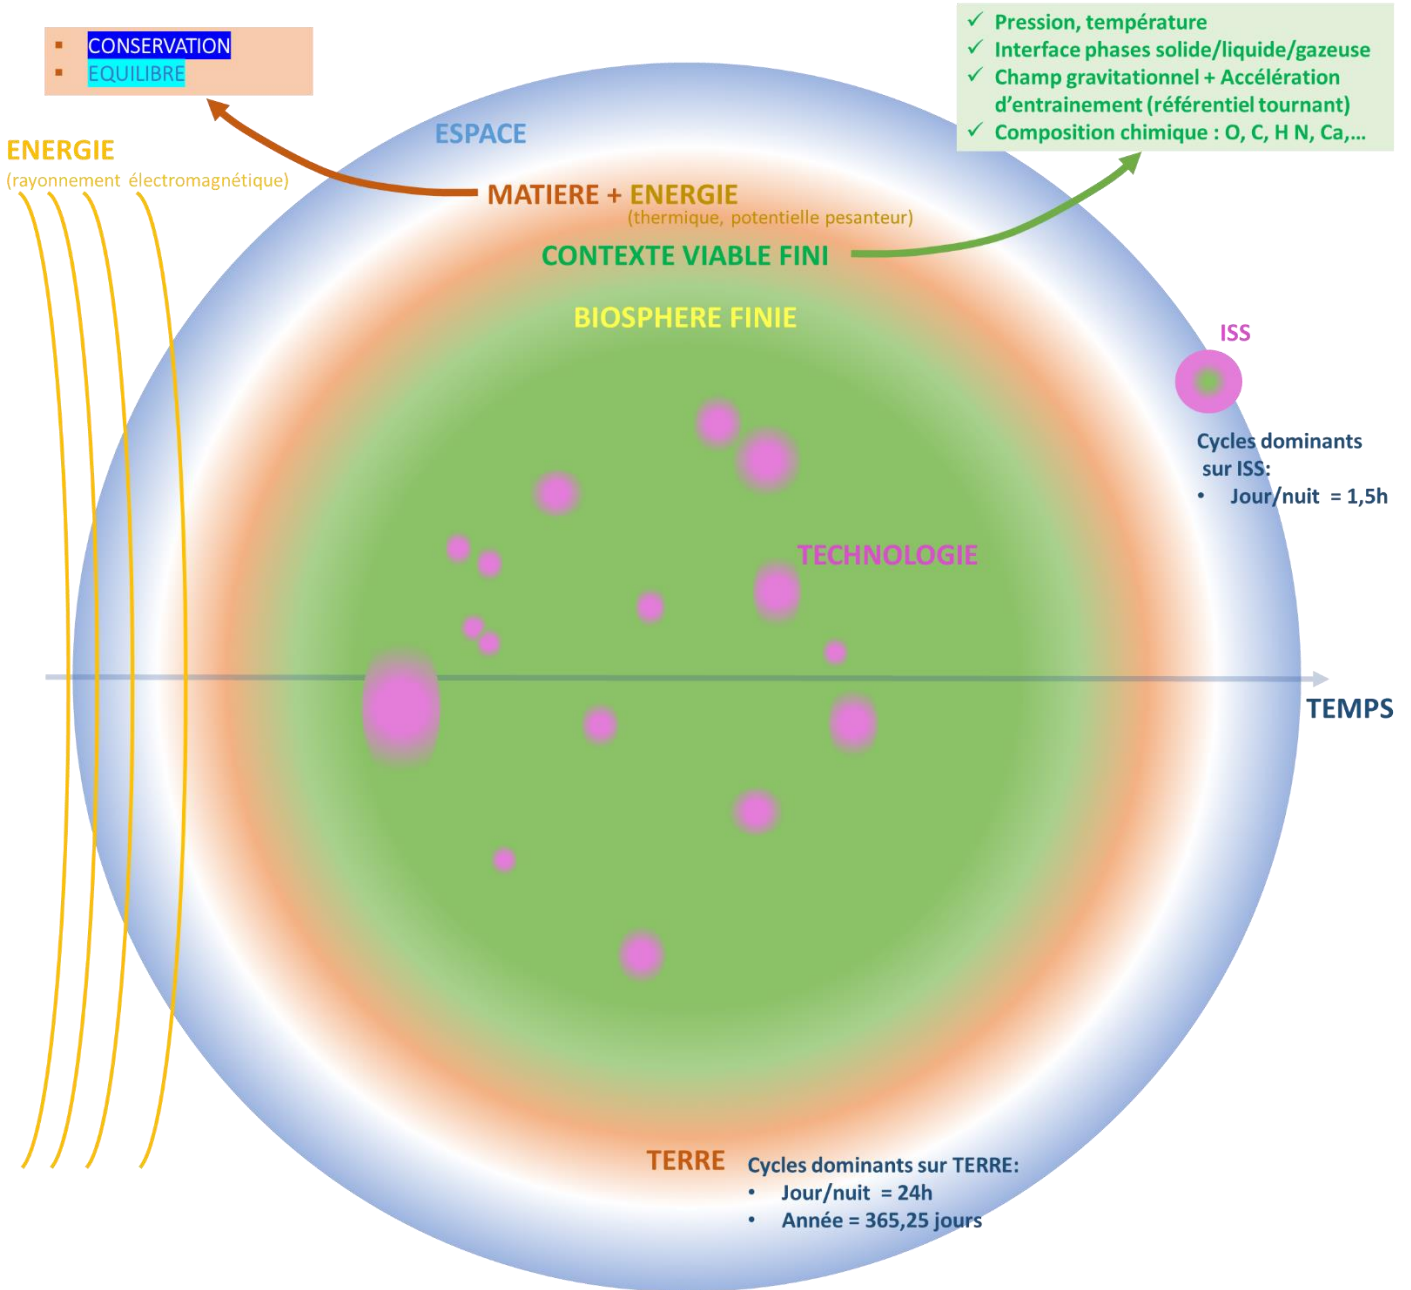 CONSERVATION
EQUILIBRE
✓ Pression, température
✓ Interface phases solide/liquide/gazeuse
✓ Champ gravitationnel + Accélération
d'entrainement (référentiel tournant)
✓ Composition chimique : O, C, H N, Ca,...
ENERGIE
(rayonnement électromagnétique)
ESPACE
MATIERE + ENERGIE
(thermique, potentielle pesanteur)
CONTEXTE VIABLE FINI
BIOSPHERE FINIE
ISS
Cycles dominants
sur ISS:
• Jour/nuit = 1,5h
TECHNOLOGIE
TEMPS
TERRE
Cycles dominants sur TERRE:
• Jour/nuit = 24h
• Année = 365,25 jours